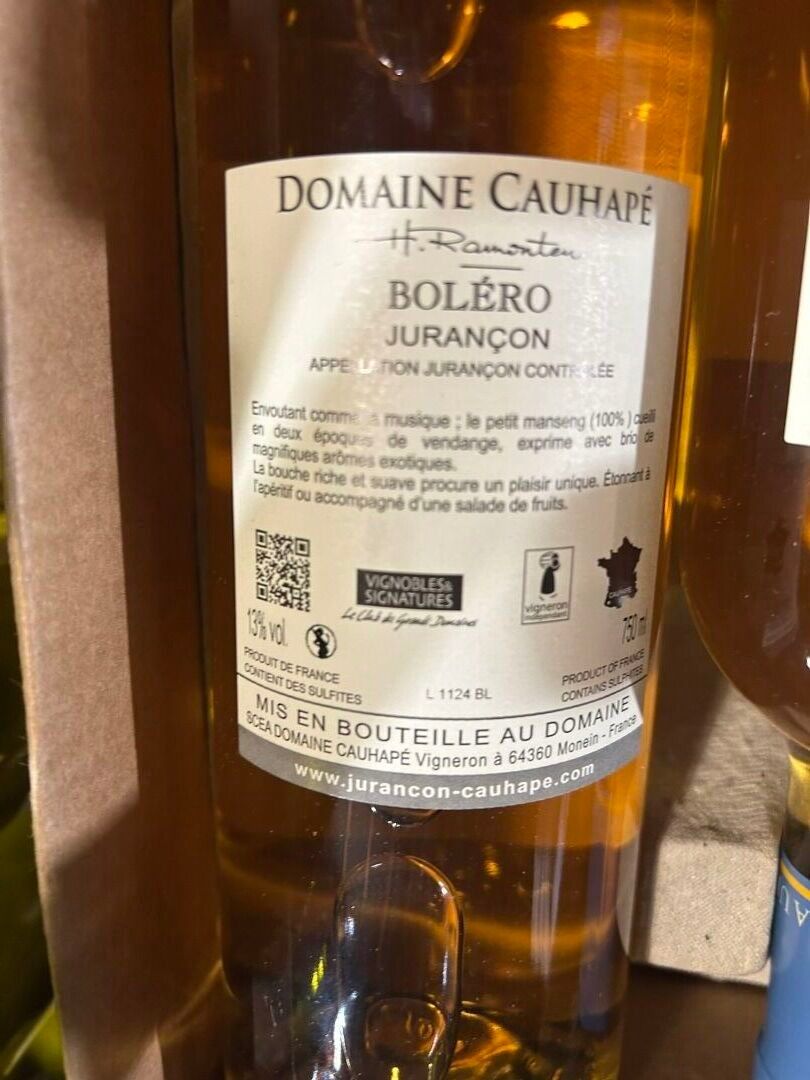 DOMAINE CAUHAPÉ
H. Ramonteu
BOLÉRO
JURANÇON
APPELLATION JURANÇON CONTRÔLÉE
Envoutant comme la musique ; le petit manseng (100% ) cueilli
en deux époques de vendange, exprime avec brio de
magnifiques arômes exotiques.
La bouche riche et suave procure un plaisir unique. Étonnant à
l'apéritif ou accompagné d'une salade de fruits.
VIGNOBLES&
SIGNATURES
Le Club de Grands Domaines
vigneron
indépendant
CAUHAPÉ
13% vol.
750 ml
PRODUIT DE FRANCE
CONTIENT DES SULFITES
L 1124 BL
PRODUCT OF FRANCE
CONTAINS SULPHITES
MIS EN BOUTEILLE AU DOMAINE
SCEA DOMAINE CAUHAPÉ Vigneron à 64360 Monein - France
www.jurancon-cauhape.com